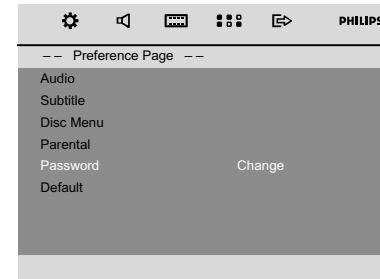 PHILIPS
-- Preference Page --
Audio
Subtitle
Disc Menu
Parental
Password Change
Default